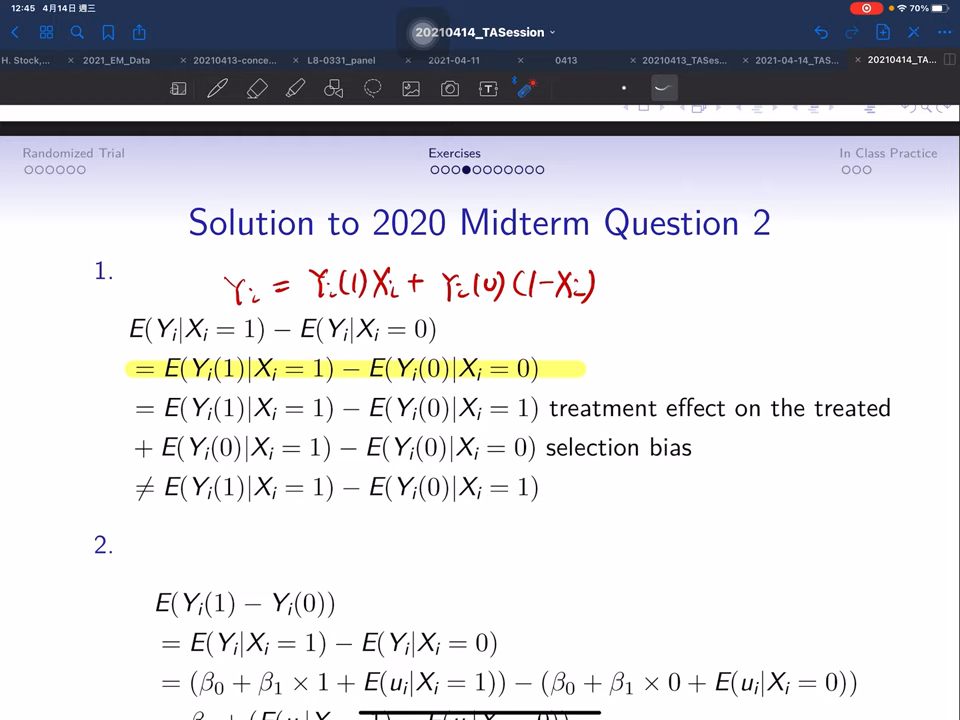 12:45 4月14日 週三
70%
20210414_TASession
H. Stock,...
2021_EM_Data
20210413-conce...
L8-0331_panel
2021-04-11
0413
20210413_TASes...
2021-04-14_TAS...
20210414_TA...
Randomized Trial
Exercises
In Class Practice
Solution to 2020 Midterm Question 2
1.
Yᵢ = Yᵢ(1)Xᵢ + Yᵢ(0)(1-Xᵢ)
E(Yᵢ|Xᵢ = 1) − E(Yᵢ|Xᵢ = 0)
= E(Yᵢ(1)|Xᵢ = 1) − E(Yᵢ(0)|Xᵢ = 0)
= E(Yᵢ(1)|Xᵢ = 1) − E(Yᵢ(0)|Xᵢ = 1) treatment effect on the treated
+ E(Yᵢ(0)|Xᵢ = 1) − E(Yᵢ(0)|Xᵢ = 0) selection bias
≠ E(Yᵢ(1)|Xᵢ = 1) − E(Yᵢ(0)|Xᵢ = 1)
2.
E(Yᵢ(1) − Yᵢ(0))
= E(Yᵢ|Xᵢ = 1) − E(Yᵢ|Xᵢ = 0)
= (β₀ + β₁ × 1 + E(uᵢ|Xᵢ = 1)) − (β₀ + β₁ × 0 + E(uᵢ|Xᵢ = 0))